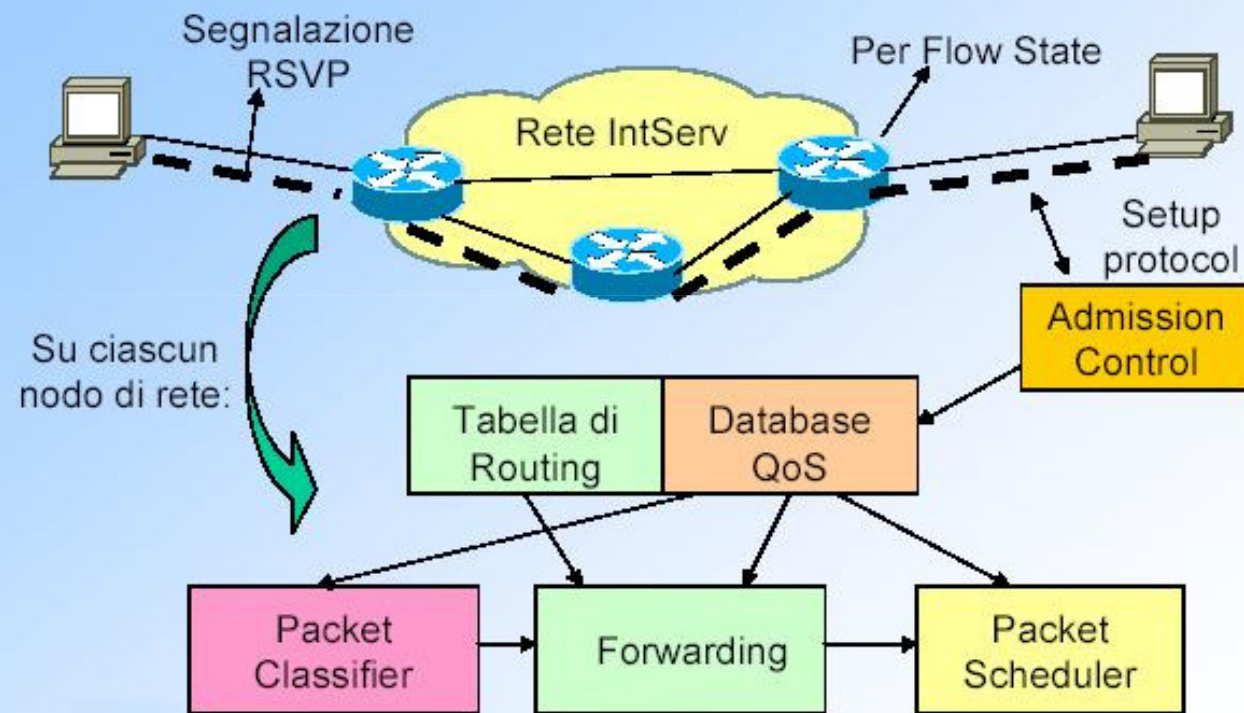 Segnalazione
RSVP
Per Flow State
Rete IntServ
Setup
protocol
Admission
Control
Su ciascun
nodo di rete:
Tabella di
Routing
Database
QoS
Packet
Classifier
Forwarding
Packet
Scheduler